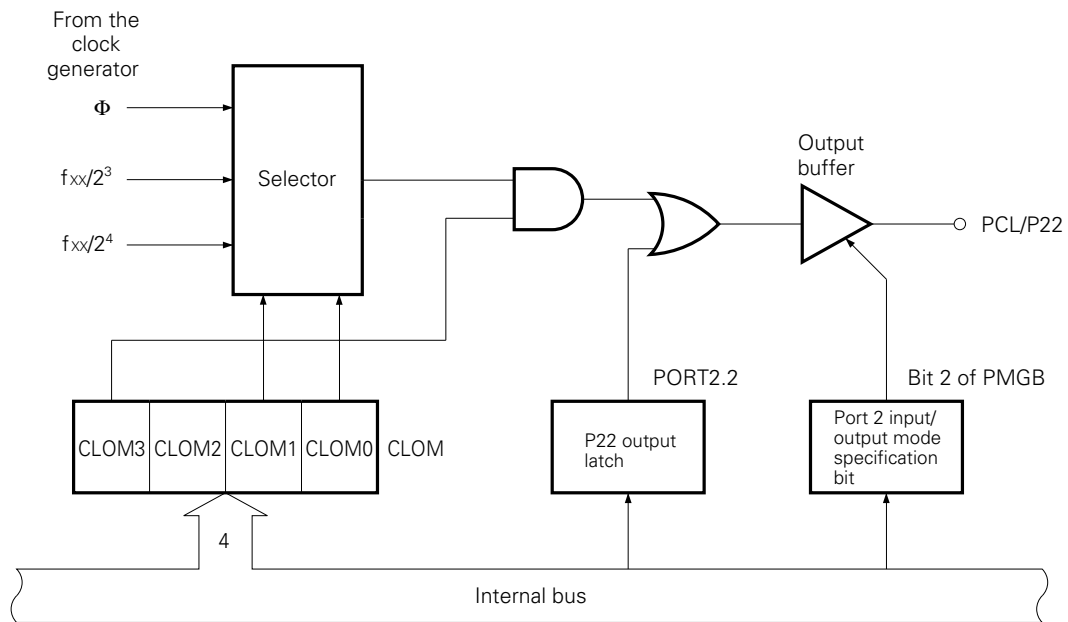 From the
clock
generator
Φ
fxx/2³
fxx/2⁴
Selector
Output
buffer
PCL/P22
PORT2.2
Bit 2 of PMGB
CLOM3 CLOM2 CLOM1 CLOM0 CLOM
P22 output
latch
Port 2 input/
output mode
specification
bit
4
Internal bus